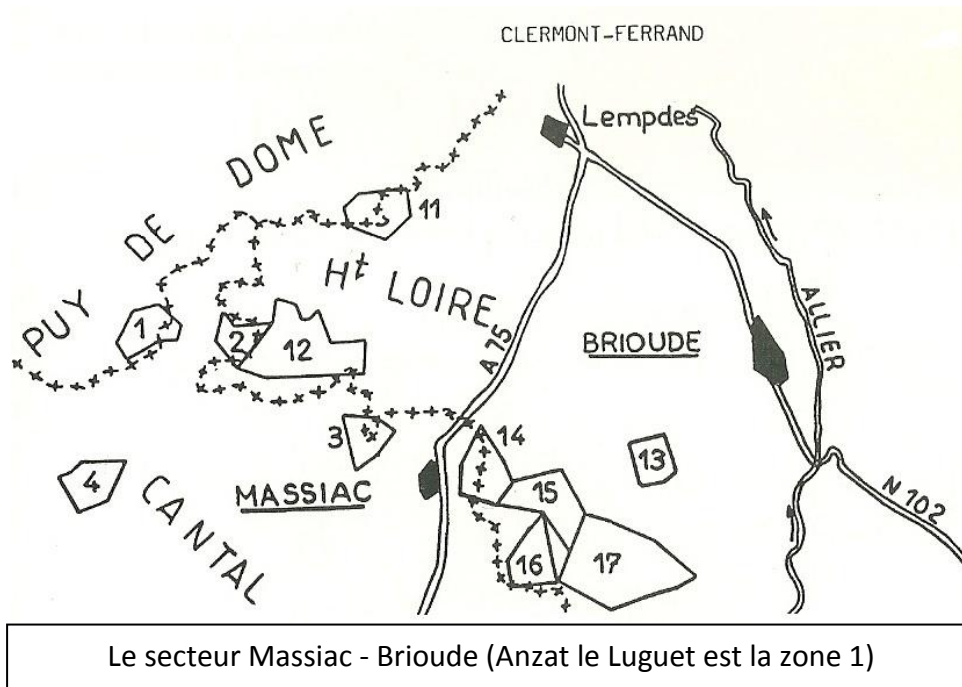 CLERMONT-FERRAND
Lempdes
PUY DE DOME
11
Ht LOIRE
A 75
ALLIER
1
2
12
BRIOUDE
3
14
13
4
CANTAL
MASSIAC
15
N 102
16
17
Le secteur Massiac - Brioude (Anzat le Luguet est la zone 1)